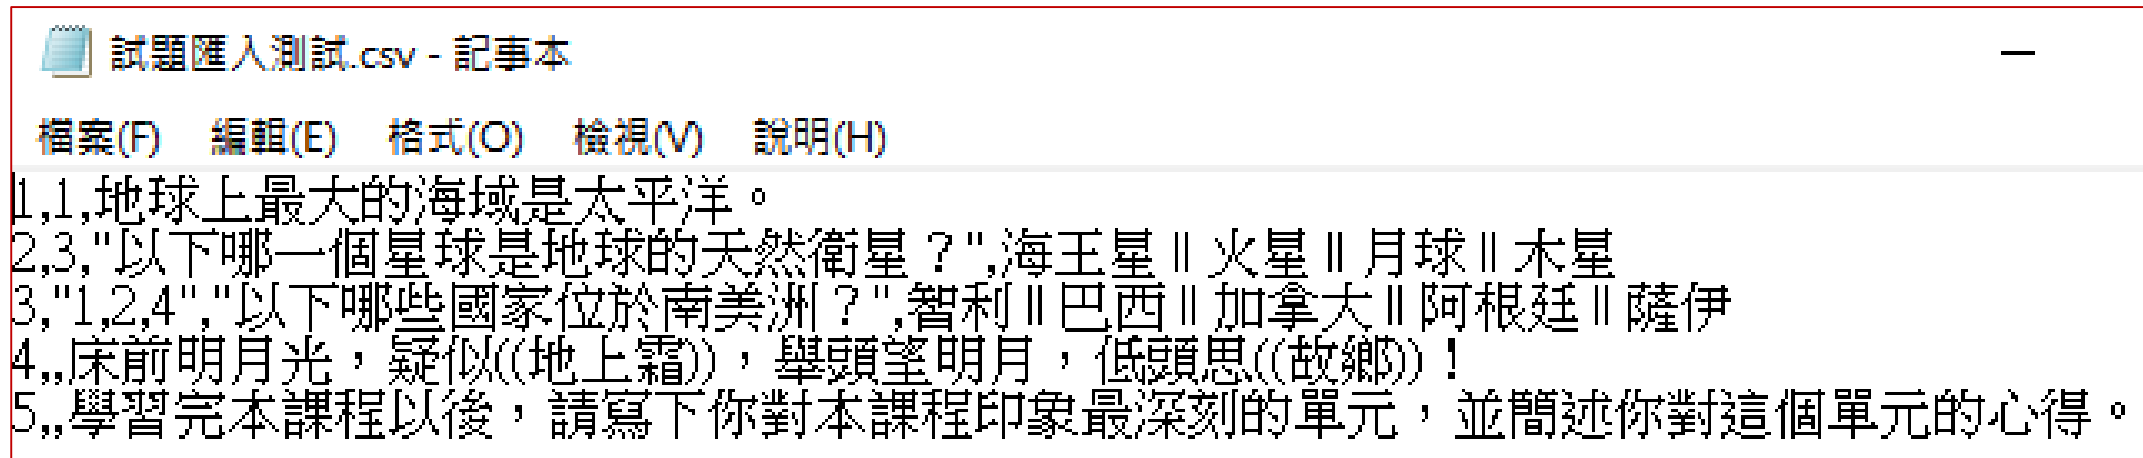 試題匯入測試.csv - 記事本
檔案(F) 編輯(E) 格式(O) 檢視(V) 說明(H)
1,1,地球上最大的海域是太平洋。
2,3,"以下哪一個星球是地球的天然衛星？",海王星∥火星∥月球∥木星
3,"1,2,4","以下哪些國家位於南美洲？",智利∥巴西∥加拿大∥阿根廷∥薩伊
4,,床前明月光，疑似((地上霜))，舉頭望明月，低頭思((故鄉))！
5,,學習完本課程以後，請寫下你對本課程印象最深刻的單元，並簡述你對這個單元的心得。